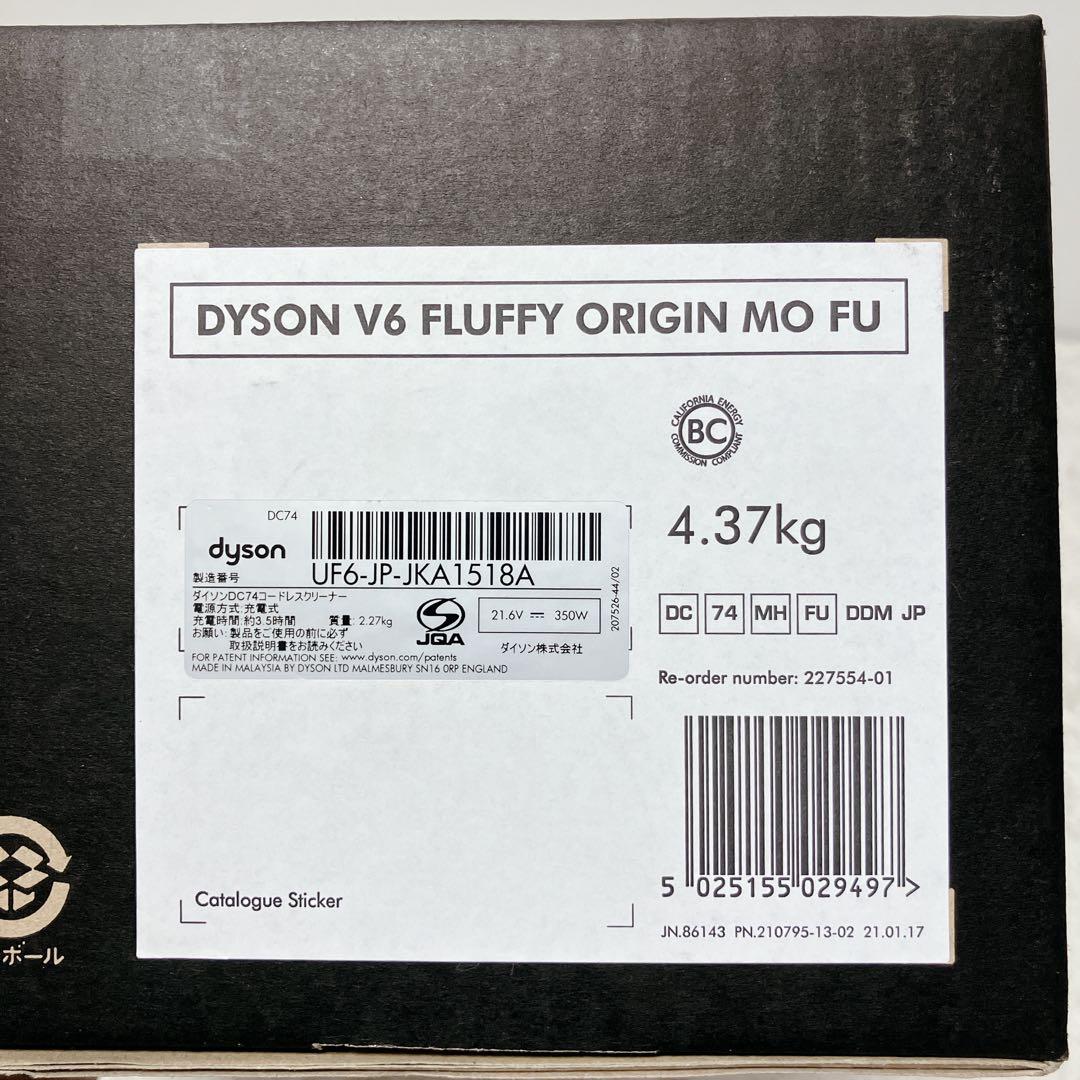 DYSON V6 FLUFFY ORIGIN MO FU
CALIFORNIA ENERGY
BC
COMMISSION COMPLIANT
4.37kg
DC74
dyson
製造番号
UF6-JP-JKA1518A
ダイソンDC74コードレスクリーナー
電源方式:充電式
充電時間:約3.5時間 質量: 2.27kg
お願い:製品をご使用の前に必ず
取扱説明書をお読みください
JQA
21.6V 350W
ダイソン株式会社
207526-44/02
FOR PATENT INFORMATION SEE: www.dyson.com/patents
MADE IN MALAYSIA BY DYSON LTD MALMESBURY SN16 0RP ENGLAND
DC 74 MH FU DDM JP
Re-order number: 227554-01
5 025155 029497 >
Catalogue Sticker
JN.86143 PN.210795-13-02 21.01.17
ボール